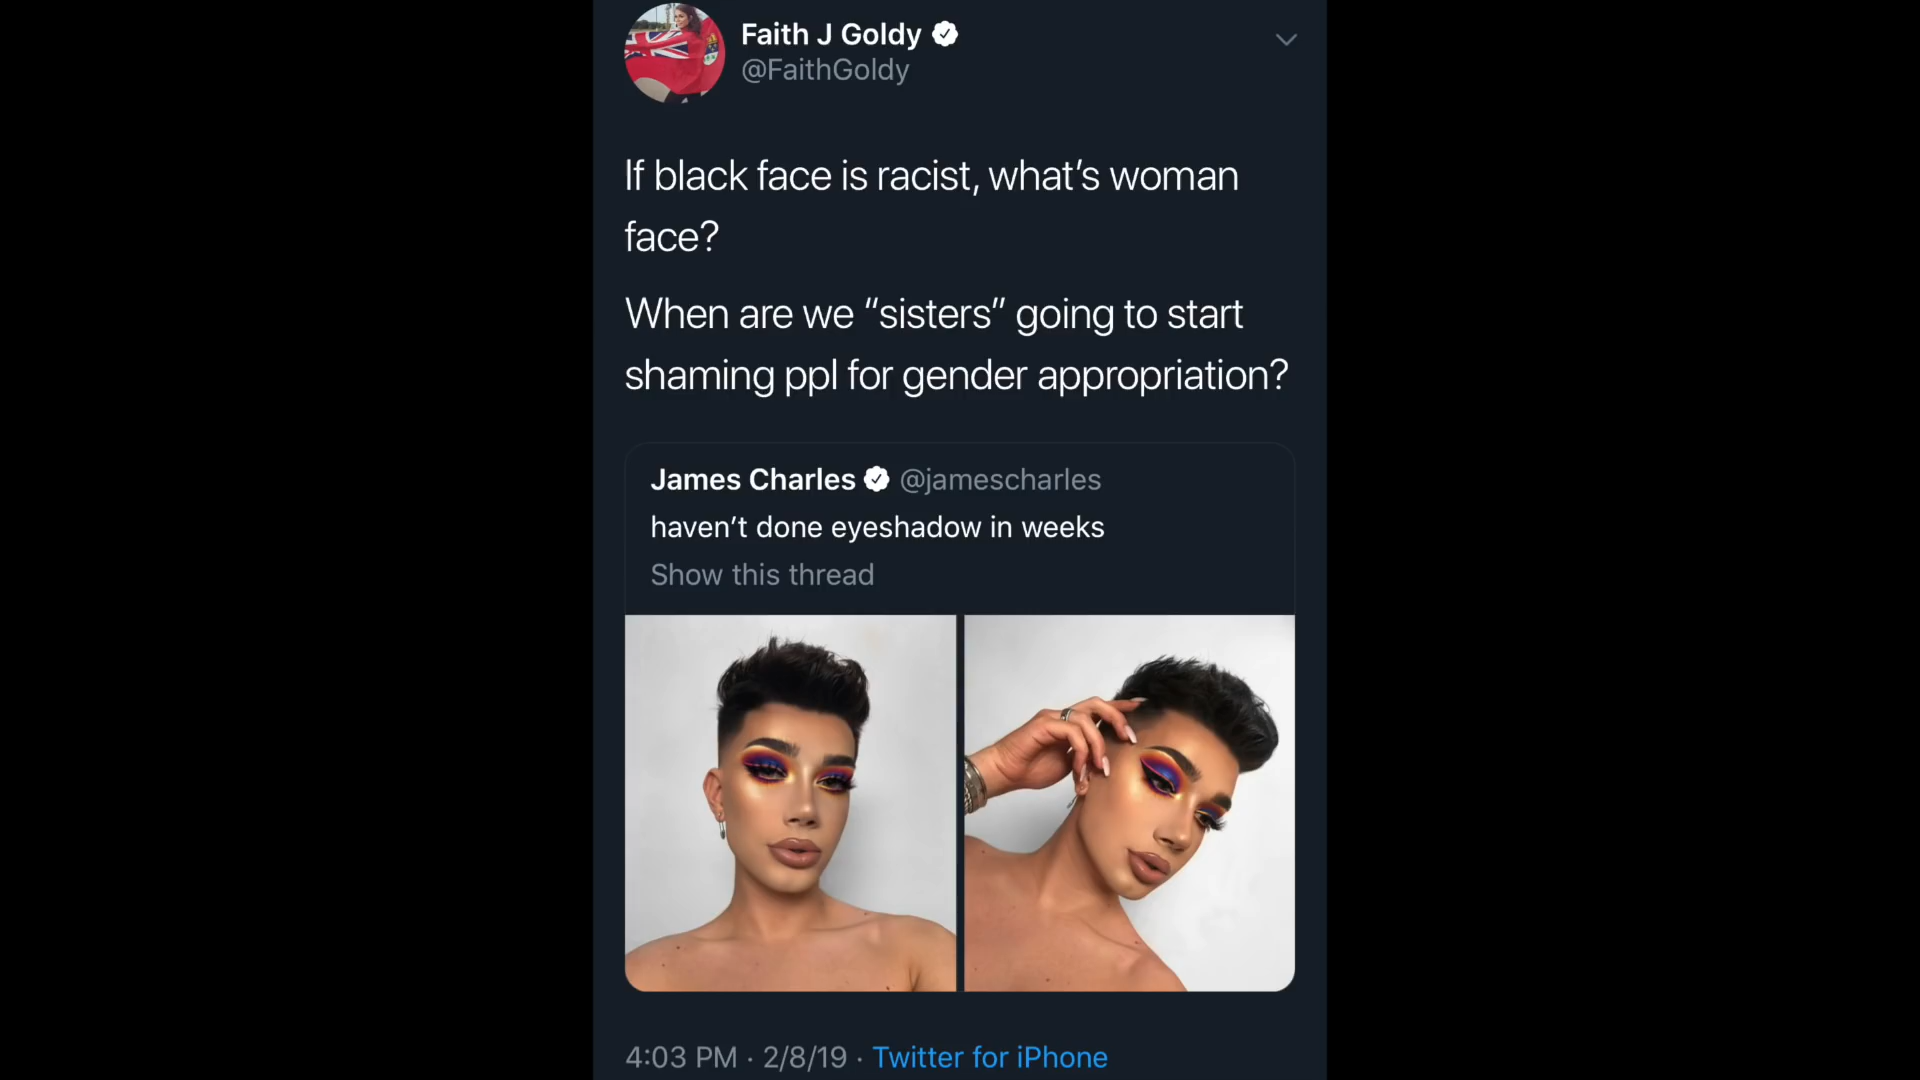 Faith J Goldy
@FaithGoldy
If black face is racist, what’s woman
face?
When are we “sisters” going to start
shaming ppl for gender appropriation?
James Charles @jamescharles
haven’t done eyeshadow in weeks
Show this thread
4:03 PM · 2/8/19 · Twitter for iPhone